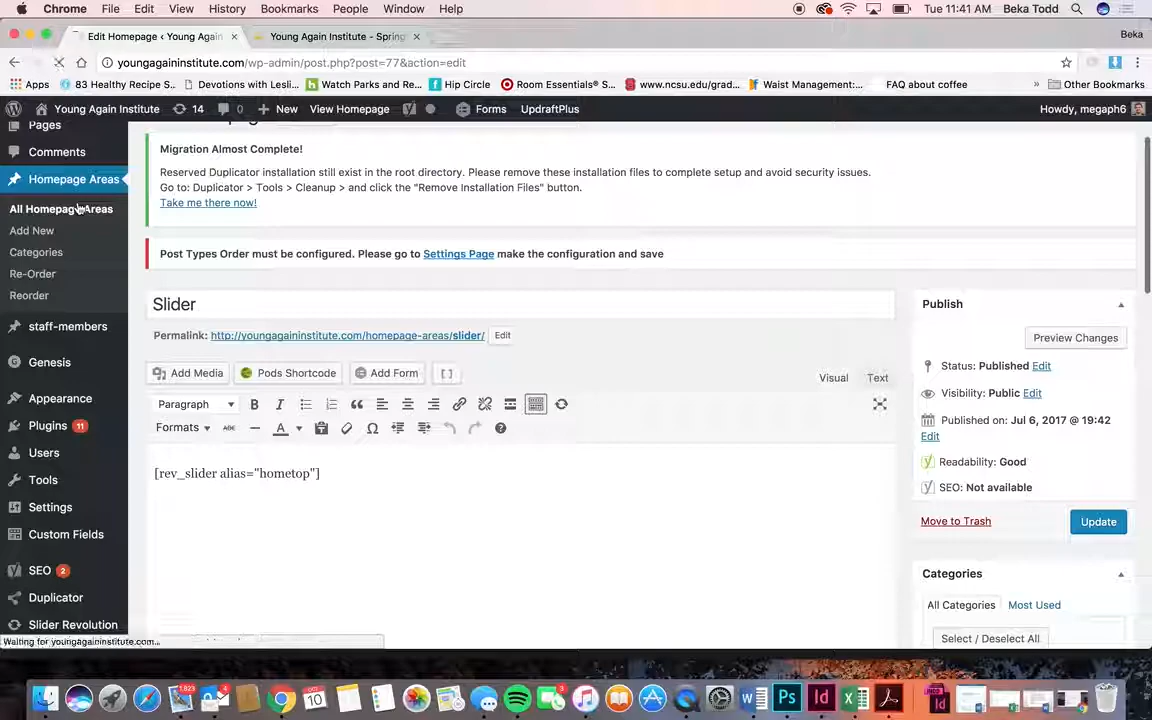 Chrome File Edit View History Bookmarks People Window Help Tue 11:41 AM Beka Todd
Edit Homepage ‹ Young Again Young Again Institute - Spring Beka
youngagaininstitute.com/wp-admin/post.php?post=77&action=edit
Apps 83 Healthy Recipe S... Devotions with Lesli... Watch Parks and Re... Hip Circle Room Essentials® S... www.ncsu/grad... Waist Management:... FAQ about coffee » Other Bookmarks
Young Again Institute 14 0 New View Homepage Forms UpdraftPlus Howdy, megaph6
Pages
Comments
Homepage Areas
All Homepage Areas
Add New
Categories
Re-Order
Reorder
staff-members
Genesis
Appearance
Plugins 11
Users
Tools
Settings
Custom Fields
SEO 2
Duplicator
Slider Revolution
Waiting for youngagaininstitute.com...
Migration Almost Complete!
Reserved Duplicator installation still exist in the root directory. Please remove these installation files to complete setup and avoid security issues.
Go to: Duplicator > Tools > Cleanup > and click the "Remove Installation Files" button.
Take me there now!
Post Types Order must be configured. Please go to Settings Page make the configuration and save
Slider
Permalink: http://youngagaininstitute.com/homepage-areas/slider/ Edit
Add Media Pods Shortcode Add Form [ ]
Visual Text
Paragraph B I
Formats ABC A Ω
[rev_slider alias="hometop"]
Publish
Preview Changes
Status: Published Edit
Visibility: Public Edit
Published on: Jul 6, 2017 @ 19:42
Edit
Readability: Good
SEO: Not available
Move to Trash Update
Categories
All Categories Most Used
Select / Deselect All
1,823 4 10 3
W Ps Id X